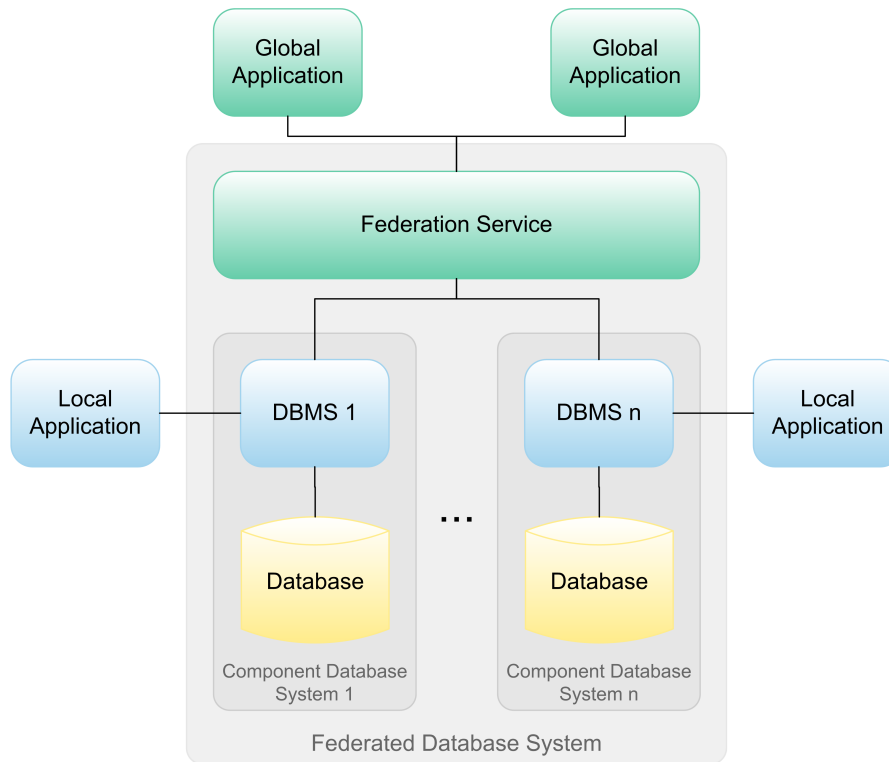 Global
Application
Global
Application
Federation Service
Local
Application
DBMS 1
DBMS n
Local
Application
...
Database
Database
Component Database
System 1
Component Database
System n
Federated Database System